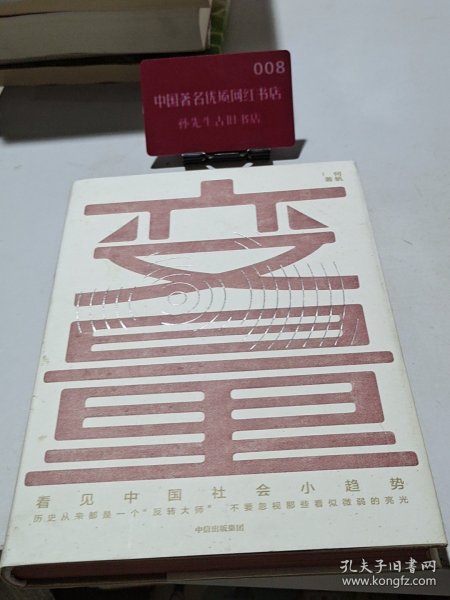 008
中国著名优质网红书店
孙先生古旧书店
何帆
著
变量
看见中国社会小趋势
历史从来都是一个“反转大师” 不要忽视那些看似微弱的亮光
中信出版集团
孔夫子旧书网
www.kongfz.com